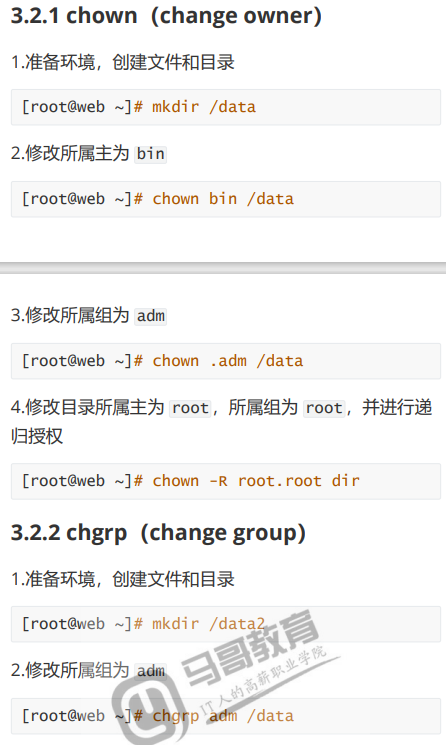 3.2.1 chown（change owner）
1.准备环境，创建文件和目录
[root@web ~]# mkdir /data
2.修改所属主为 bin
[root@web ~]# chown bin /data
3.修改所属组为 adm
[root@web ~]# chown .adm /data
4.修改目录所属主为 root，所属组为 root，并进行递
归授权
[root@web ~]# chown -R root.root dir
3.2.2 chgrp（change group）
1.准备环境，创建文件和目录
[root@web ~]# mkdir /data2
2.修改所属组为 adm
[root@web ~]# chgrp adm /data
马哥教育
IT人的高薪职业学院